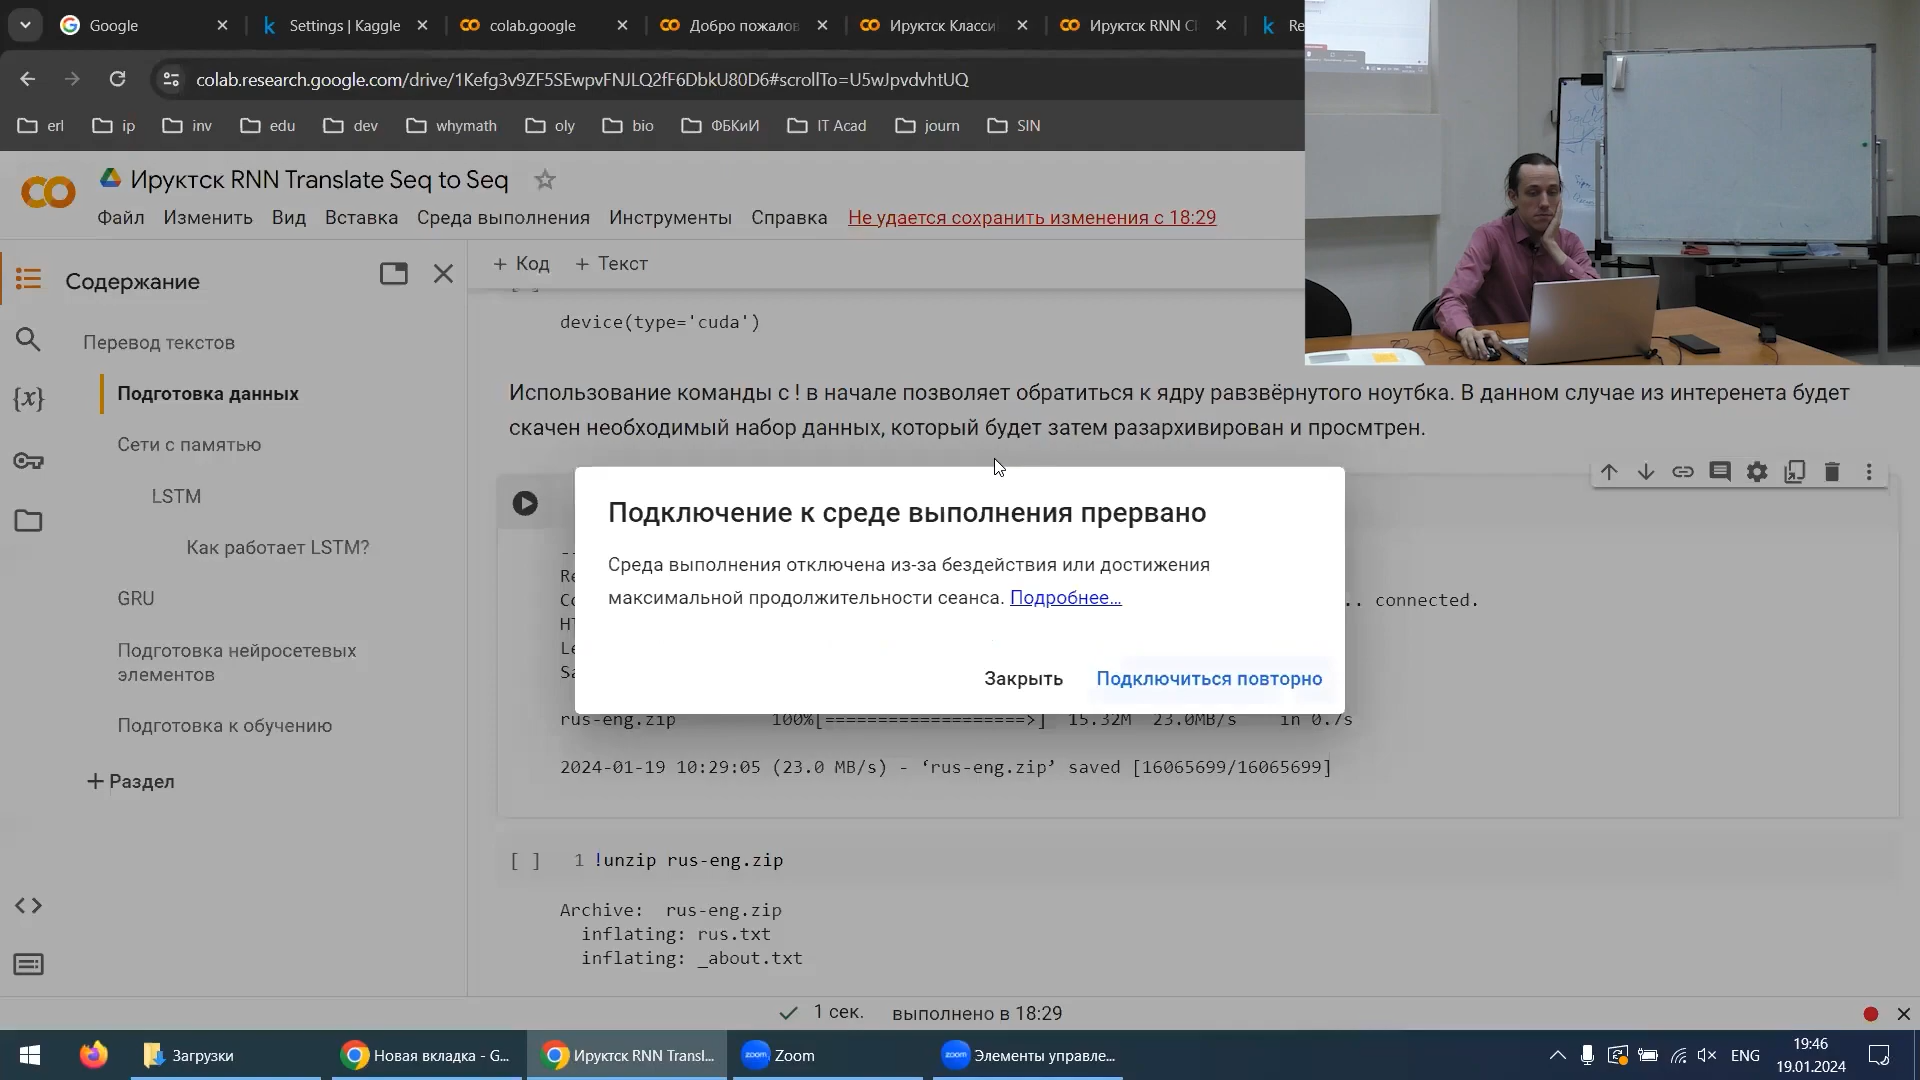 Google
Settings | Kaggle
colab.google
Добро пожалов
Ируктск Класси
Ируктск RNN Cl
Re
colab.research.google.com/drive/1Kefg3v9ZF5SEwpvFNJLQ2fF6DbkU80D6#scrollTo=U5wJpvdvhtUQ
erl
ip
inv
edu
dev
whymath
oly
bio
ФБКиИ
IT Acad
journ
SIN
Ируктск RNN Translate Seq to Seq
Файл Изменить Вид Вставка Среда выполнения Инструменты Справка Не удается сохранить изменения с 18:29
Содержание
+ Код + Текст
Перевод текстов
Подготовка данных
Сети с памятью
LSTM
Как работает LSTM?
GRU
Подготовка нейросетевых
элементов
Подготовка к обучению
+ Раздел
device(type='cuda')
Использование команды с ! в начале позволяет обратиться к ядру равзвёрнутого ноутбка. В данном случае из интеренета будет
скачен необходимый набор данных, который будет затем разархивирован и просмтрен.
Подключение к среде выполнения прервано
Среда выполнения отключена из-за бездействия или достижения
максимальной продолжительности сеанса. Подробнее...
Закрыть Подключиться повторно
.. connected.
rus-eng.zip 100%[===================>] 15.32M 23.0MB/s in 0.7s
2024-01-19 10:29:05 (23.0 MB/s) - ‘rus-eng.zip’ saved [16065699/16065699]
[ ] 1 !unzip rus-eng.zip
Archive: rus-eng.zip
inflating: rus.txt
inflating: _about.txt
1 сек. выполнено в 18:29
Загрузки
Новая вкладка - G...
Ируктск RNN Transl...
Zoom
Элементы управле...
ENG
19:46
19.01.2024